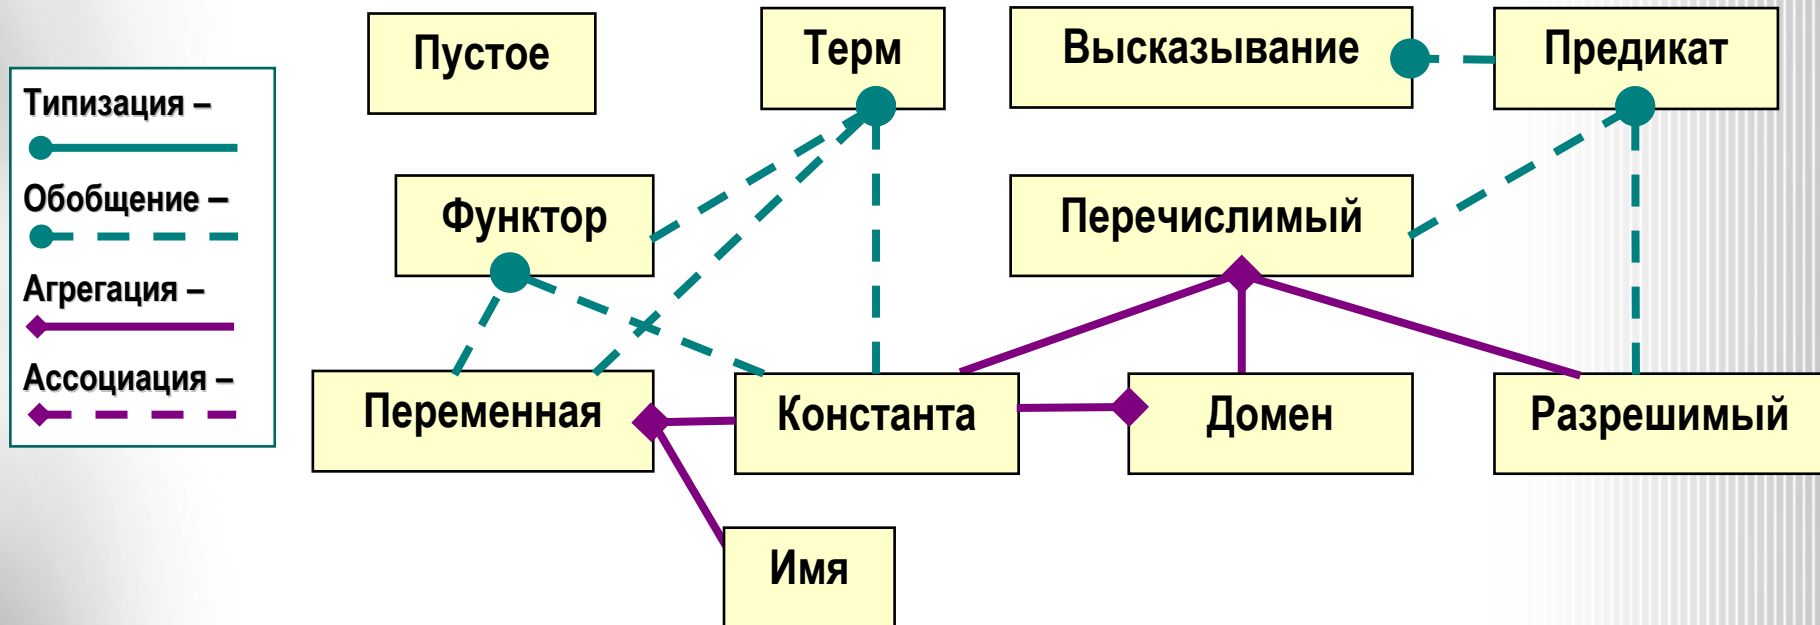 Типизация –
Обобщение –
Агрегация –
Ассоциация –
Пустое
Терм
Высказывание
Предикат
Функтор
Перечислимый
Переменная
Константа
Домен
Разрешимый
Имя